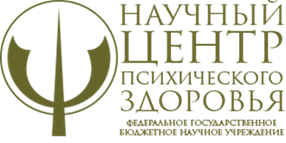 НАУЧНЫЙ
ЦЕНТР
ПСИХИЧЕСКОГО
ЗДОРОВЬЯ
ФЕДЕРАЛЬНОЕ ГОСУДАРСТВЕННОЕ
БЮДЖЕТНОЕ НАУЧНОЕ УЧРЕЖДЕНИЕ